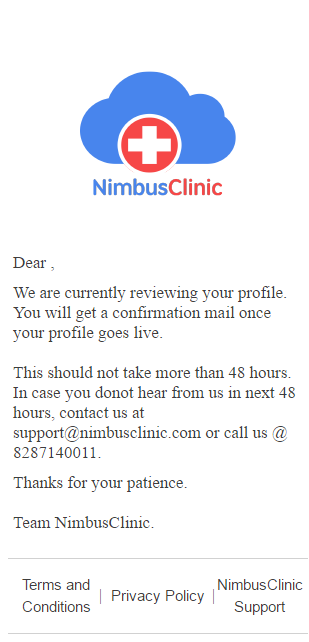 NimbusClinic
Dear ,
We are currently reviewing your profile.
You will get a confirmation mail once
your profile goes live.
This should not take more than 48 hours.
In case you donot hear from us in next 48
hours, contact us at
support@nimbusclinic.com or call us @
8287140011.
Thanks for your patience.
Team NimbusClinic.
Terms and Conditions | Privacy Policy | NimbusClinic Support